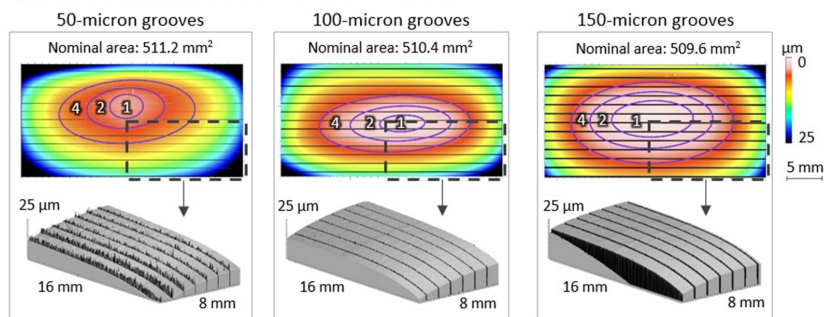 50-micron grooves
100-micron grooves
150-micron grooves
Nominal area: 511.2 mm²
Nominal area: 510.4 mm²
Nominal area: 509.6 mm²
µm
0
25
5 mm
4 2 1
4 2 1
4 2 1
25 µm
16 mm
8 mm
25 µm
16 mm
8 mm
25 µm
16 mm
8 mm